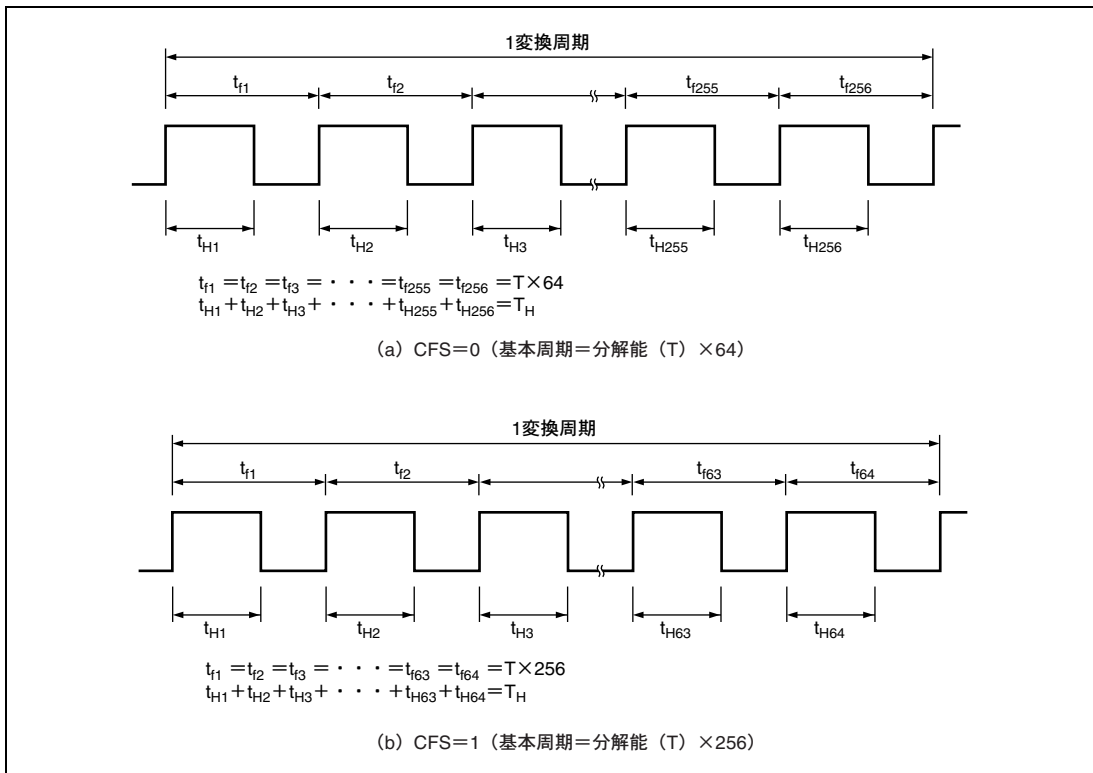 1変換周期
tf1 tf2 tf255 tf256
tH1 tH2 tH3 tH255 tH256
tf1 =tf2 =tf3 =・・・=tf255 =tf256 =T×64
tH1+tH2+tH3+・・・+tH255+tH256=TH
(a) CFS=0(基本周期=分解能(T)×64)
1変換周期
tf1 tf2 tf63 tf64
tH1 tH2 tH3 tH63 tH64
tf1 =tf2 =tf3 =・・・=tf63 =tf64 =T×256
tH1+tH2+tH3+・・・+tH63+tH64=TH
(b) CFS=1(基本周期=分解能(T)×256)